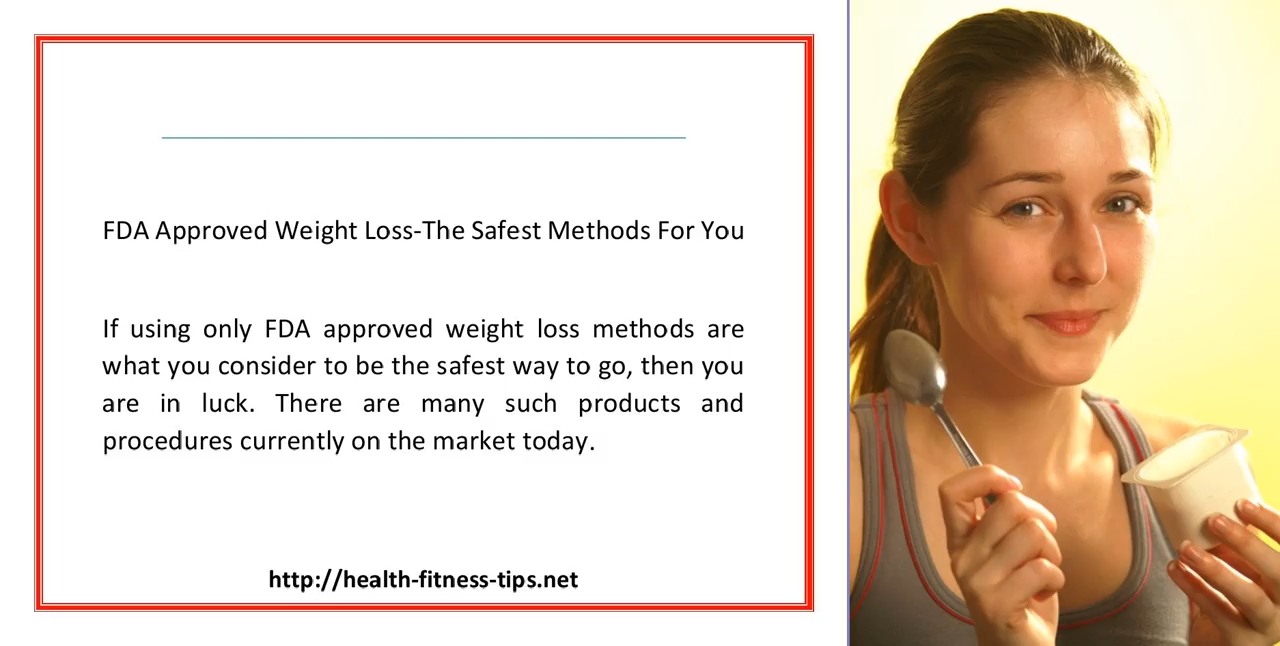 FDA Approved Weight Loss-The Safest Methods For You
If using only FDA approved weight loss methods are
what you consider to be the safest way to go, then you
are in luck. There are many such products and
procedures currently on the market today.
http://health-fitness-tips.net